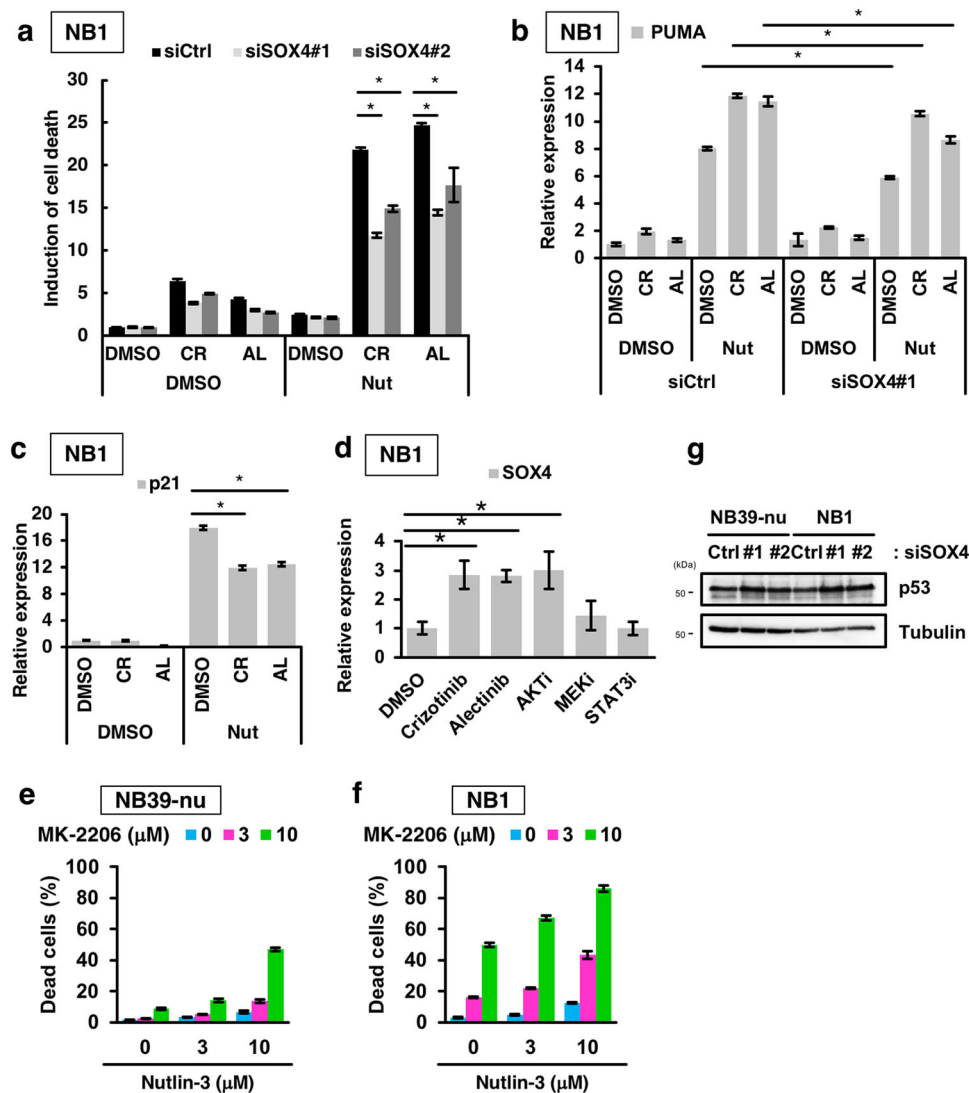 a
NB1
siCtrl siSOX4#1 siSOX4#2
Induction of cell death
30
25
20
15
10
5
0
* *
* *
DMSO CR AL DMSO CR AL
DMSO Nut
b
NB1
PUMA
Relative expression
14
12
10
8
6
4
2
0
*
*
*
DMSO CR AL DMSO CR AL DMSO CR AL DMSO CR AL
DMSO Nut DMSO Nut
siCtrl siSOX4#1
c
NB1
p21
Relative expression
20
16
12
8
4
0
*
*
DMSO CR AL DMSO CR AL
DMSO Nut
d
NB1
SOX4
Relative expression
5
4
3
2
1
0
*
*
*
DMSO Crizotinib Alectinib AKTi MEKi STAT3i
g
NB39-nu NB1
Ctrl #1 #2 Ctrl #1 #2 : siSOX4
(kDa)
50 p53
50 Tubulin
e
NB39-nu
MK-2206 (μM) 0 3 10
Dead cells (%)
100
80
60
40
20
0
0 3 10
Nutlin-3 (μM)
f
NB1
MK-2206 (μM) 0 3 10
Dead cells (%)
100
80
60
40
20
0
0 3 10
Nutlin-3 (μM)